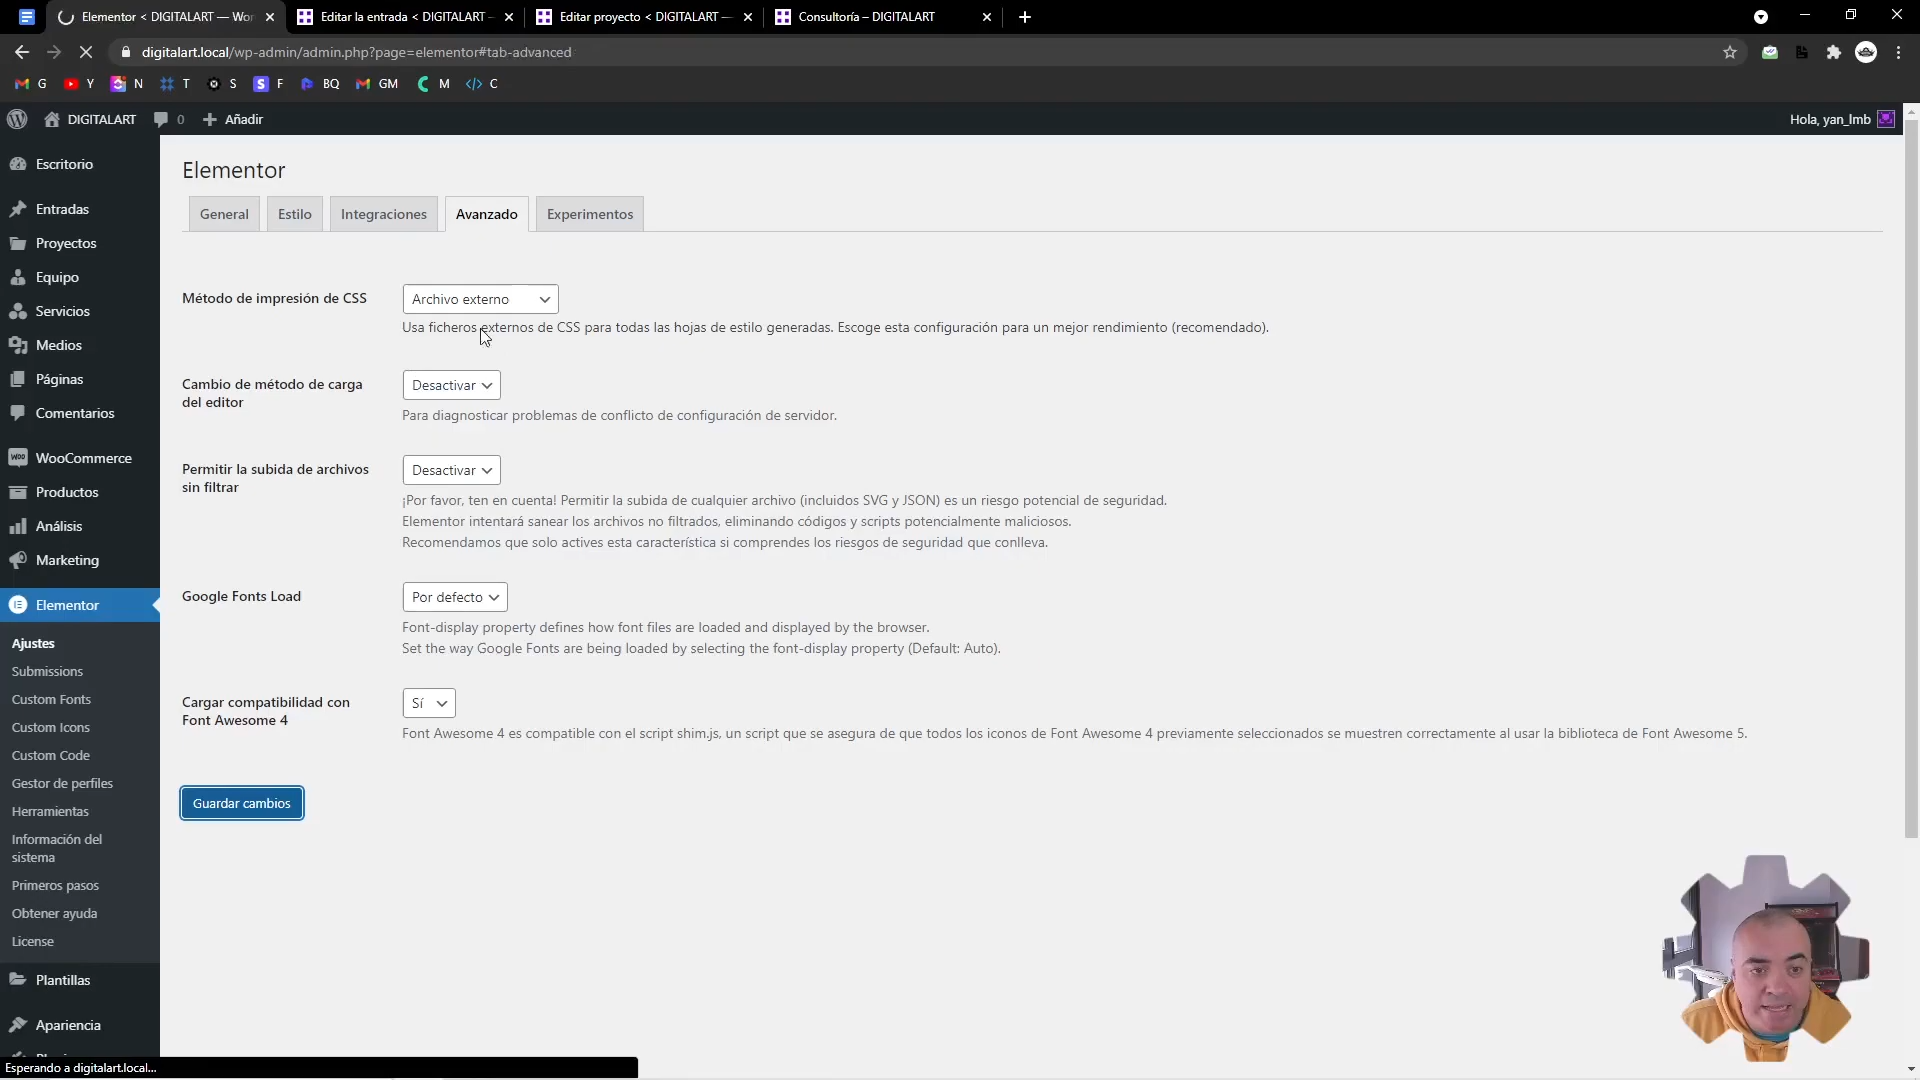 Elementor < DIGITALART — Wor
Editar la entrada < DIGITALART —
Editar proyecto < DIGITALART —
Consultoría – DIGITALART
digitalart.local/wp-admin/admin.php?page=elementor#tab-advanced
G
Y
N
T
S
F
BQ
GM
M
C
DIGITALART
0
Añadir
Hola, yan_lmb
Escritorio
Entradas
Proyectos
Equipo
Servicios
Medios
Páginas
Comentarios
WooCommerce
Productos
Análisis
Marketing
Elementor
Ajustes
Submissions
Custom Fonts
Custom Icons
Custom Code
Gestor de perfiles
Herramientas
Información del
sistema
Primeros pasos
Obtener ayuda
License
Plantillas
Apariencia
Elementor
General
Estilo
Integraciones
Avanzado
Experimentos
Método de impresión de CSS
Archivo externo
Usa ficheros externos de CSS para todas las hojas de estilo generadas. Escoge esta configuración para un mejor rendimiento (recomendado).
Cambio de método de carga
del editor
Desactivar
Para diagnosticar problemas de conflicto de configuración de servidor.
Permitir la subida de archivos
sin filtrar
Desactivar
¡Por favor, ten en cuenta! Permitir la subida de cualquier archivo (incluidos SVG y JSON) es un riesgo potencial de seguridad.
Elementor intentará sanear los archivos no filtrados, eliminando códigos y scripts potencialmente maliciosos.
Recomendamos que solo actives esta característica si comprendes los riesgos de seguridad que conlleva.
Google Fonts Load
Por defecto
Font-display property defines how font files are loaded and displayed by the browser.
Set the way Google Fonts are being loaded by selecting the font-display property (Default: Auto).
Cargar compatibilidad con
Font Awesome 4
Sí
Font Awesome 4 es compatible con el script shim.js, un script que se asegura de que todos los iconos de Font Awesome 4 previamente seleccionados se muestren correctamente al usar la biblioteca de Font Awesome 5.
Guardar cambios
Esperando a digitalart.local...